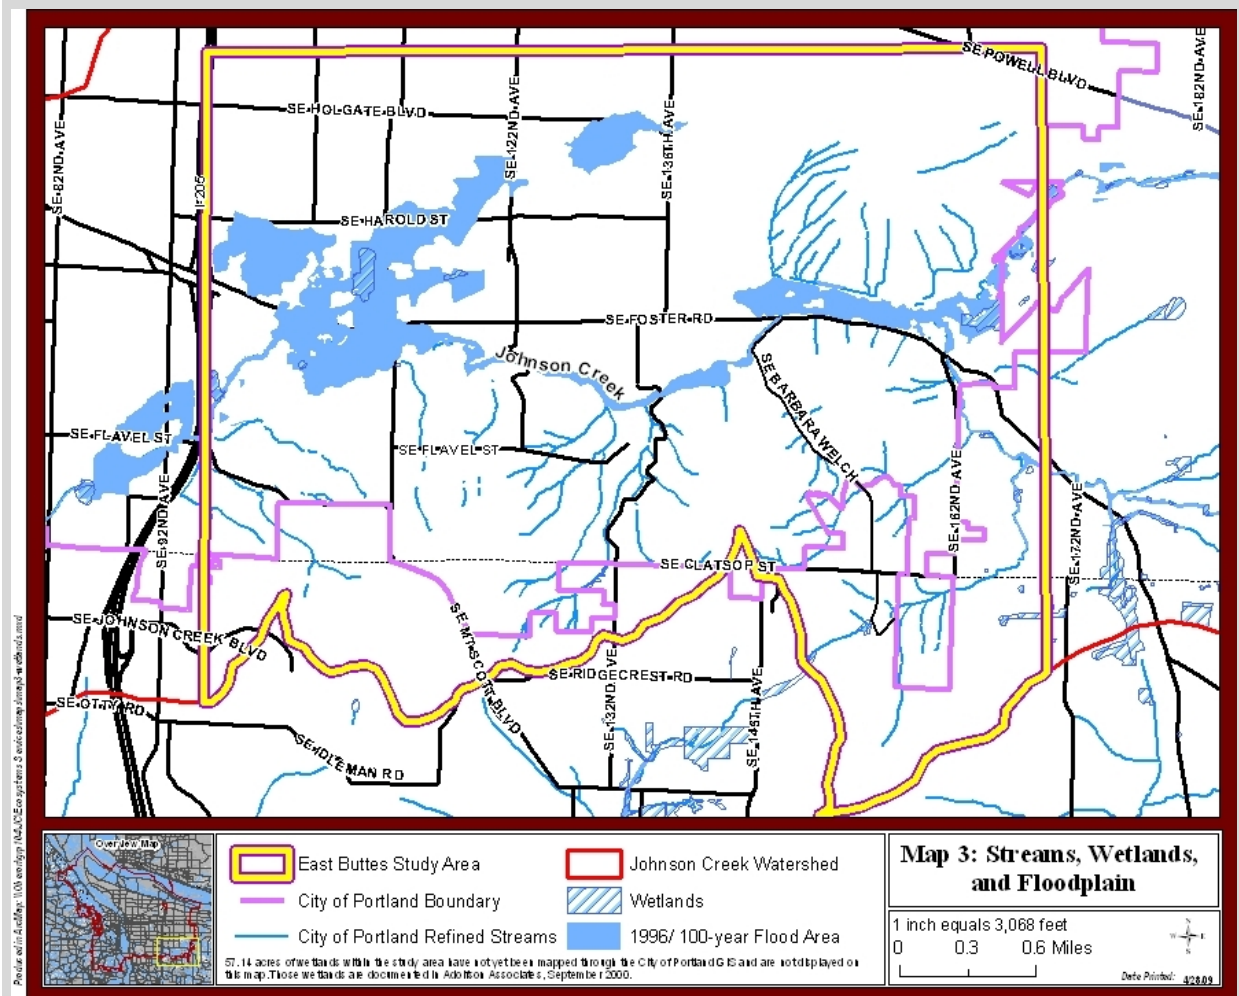 SE POWELL BLVD
SE 182ND AVE
SE HOLGATE BLVD
SE 122ND AVE
SE 136TH AVE
SE 82ND AVE
I-205
SE HAROLD ST
SE FOSTER RD
Johnson Creek
SE BARBARA WELCH
SE FLAVEL ST
SE FLAVEL ST
SE 162ND AVE
SE 92ND AVE
SE 172ND AVE
SE CLATSOP ST
SE JOHNSON CREEK BLVD
SE MT SCOTT BLVD
SE RIDGECREST RD
SE 132ND AVE
SE 145TH AVE
SE OTTY RD
SE IDLEMAN RD
Overview Map
East Buttes Study Area
City of Portland Boundary
City of Portland Refined Streams
Johnson Creek Watershed
Wetlands
1996/ 100-year Flood Area
57.14 acres of wetlands within the study area have not yet been mapped through the City of Portland GIS and are not displayed on
this map. Those wetlands are documented in Adolfson Associates, September 2000.
Map 3: Streams, Wetlands,
and Floodplain
1 inch equals 3,068 feet
0 0.3 0.6 Miles
N
W E
S
Date Printed: 4/28/09